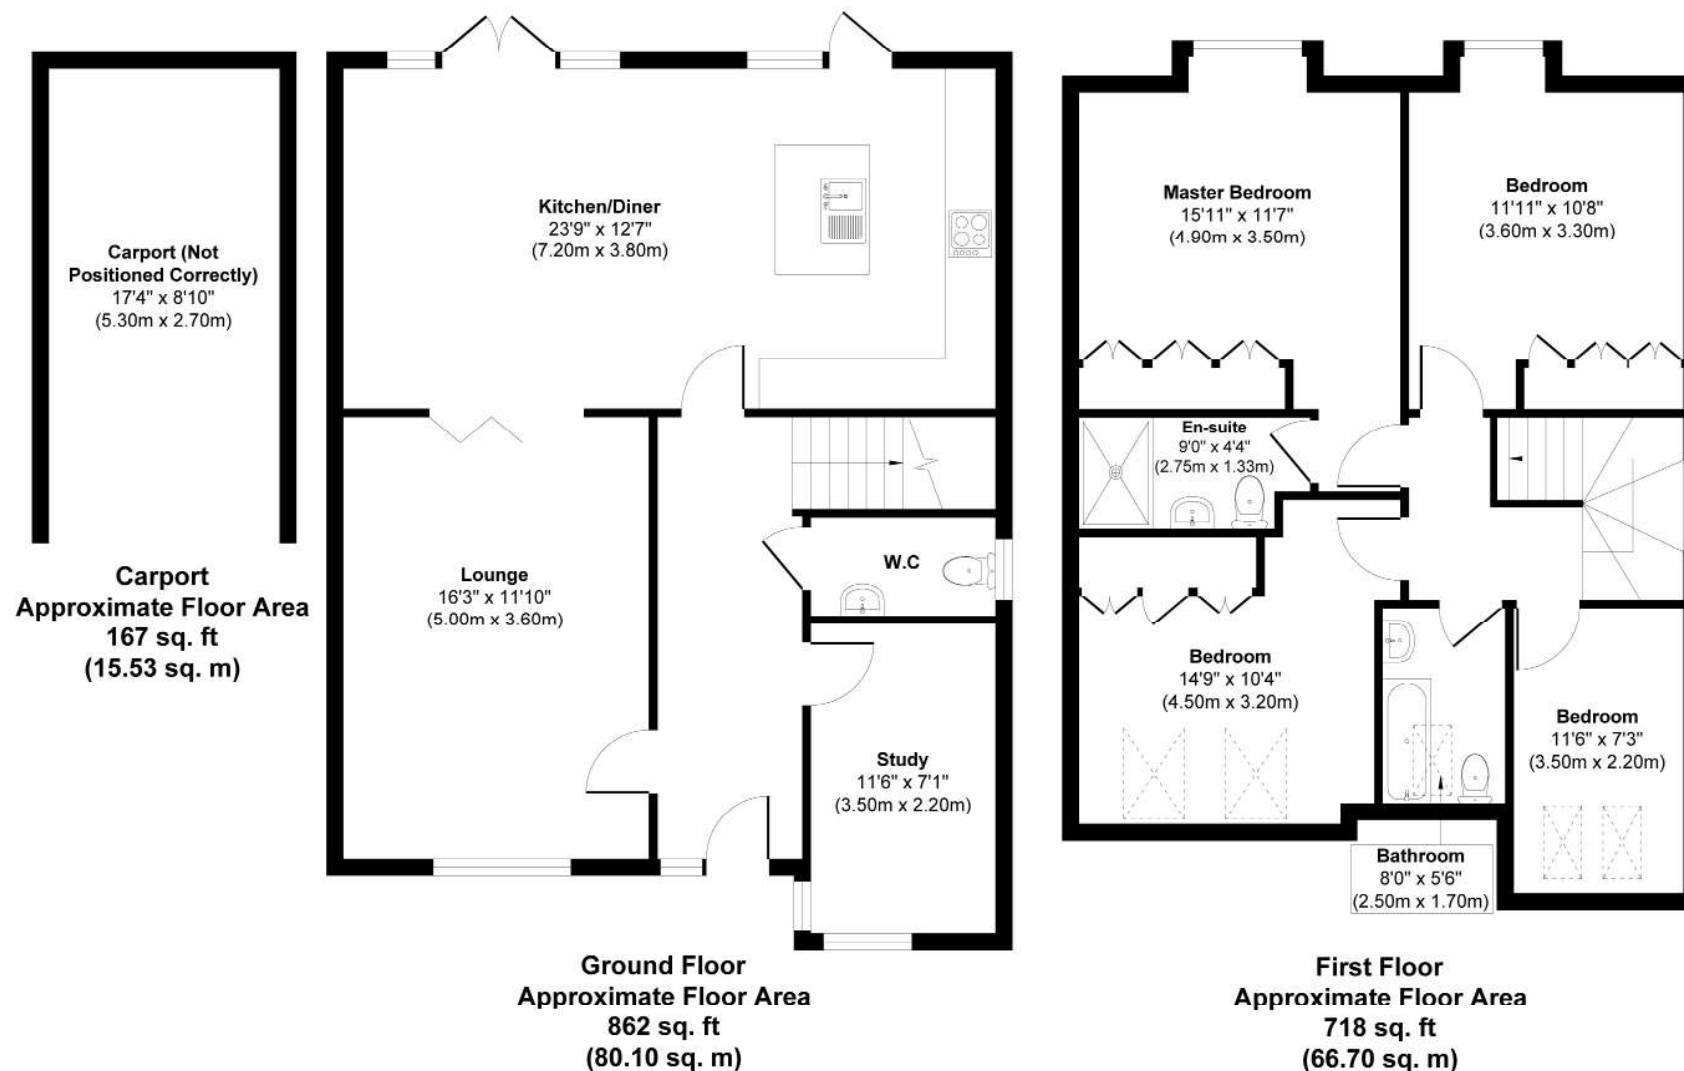 Carport (Not
Positioned Correctly)
17'4" x 8'10"
(5.30m x 2.70m)
Carport
Approximate Floor Area
167 sq. ft
(15.53 sq. m)
Kitchen/Diner
23'9" x 12'7"
(7.20m x 3.80m)
Lounge
16'3" x 11'10"
(5.00m x 3.60m)
W.C
Study
11'6" x 7'1"
(3.50m x 2.20m)
Ground Floor
Approximate Floor Area
862 sq. ft
(80.10 sq. m)
Master Bedroom
15'11" x 11'7"
(4.90m x 3.50m)
Bedroom
11'11" x 10'8"
(3.60m x 3.30m)
En-suite
9'0" x 4'4"
(2.75m x 1.33m)
Bedroom
14'9" x 10'4"
(4.50m x 3.20m)
Bedroom
11'6" x 7'3"
(3.50m x 2.20m)
Bathroom
8'0" x 5'6"
(2.50m x 1.70m)
First Floor
Approximate Floor Area
718 sq. ft
(66.70 sq. m)